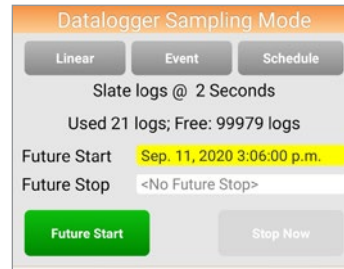 Datalogger Sampling Mode
Linear Event Schedule
Slate logs @ 2 Seconds
Used 21 logs; Free: 99979 logs
Future Start Sep. 11, 2020 3:06:00 p.m.
Future Stop <No Future Stop>
Future Start Stop Now